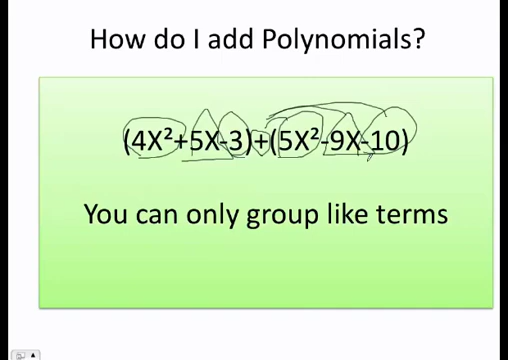 How do I add Polynomials?
(4X²+5X-3)+(5X²-9X-10)
You can only group like terms